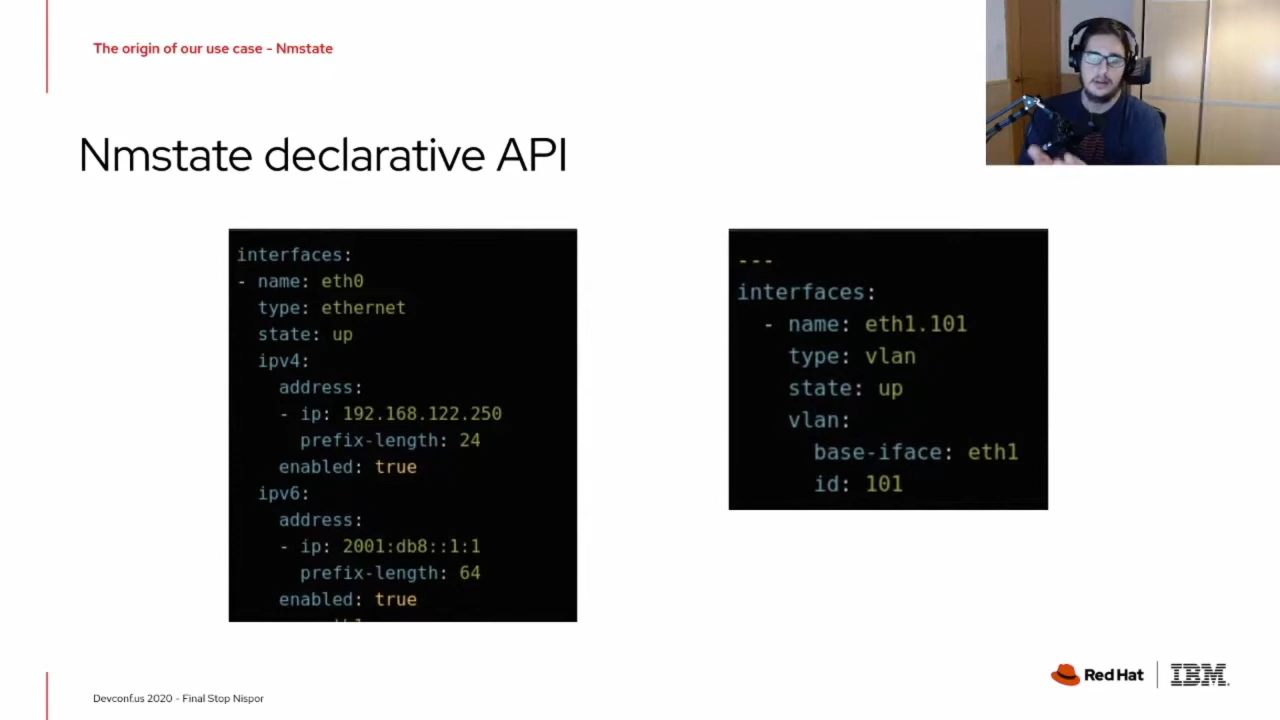 The origin of our use case - Nmstate
Nmstate declarative API
interfaces:
- name: eth0
  type: ethernet
  state: up
  ipv4:
    address:
    - ip: 192.168.122.250
      prefix-length: 24
    enabled: true
  ipv6:
    address:
    - ip: 2001:db8::1:1
      prefix-length: 64
    enabled: true
---
interfaces:
  - name: eth1.101
    type: vlan
    state: up
    vlan:
      base-iface: eth1
      id: 101
Devconf.us 2020 - Final Stop Nispor
Red Hat
IBM